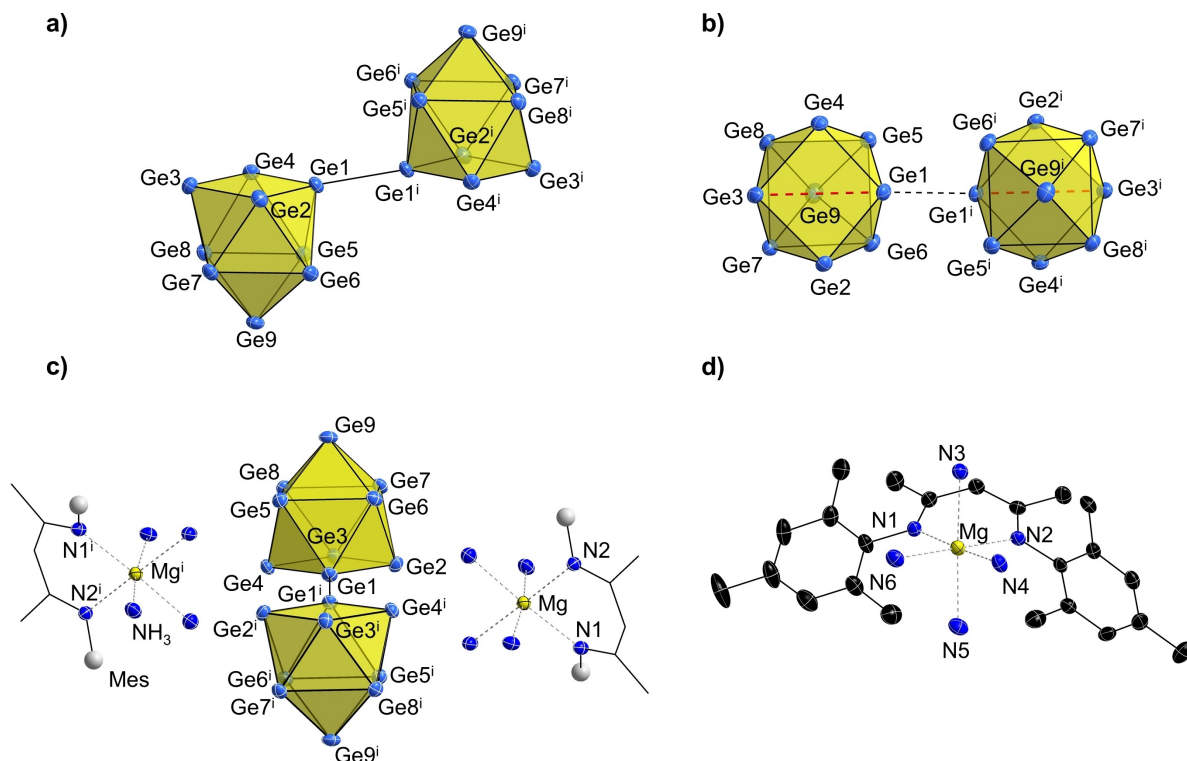 a)
Ge9ⁱ
Ge6ⁱ
Ge7ⁱ
Ge5ⁱ
Ge8ⁱ
Ge2ⁱ
Ge4
Ge1
Ge3
Ge1ⁱ
Ge4ⁱ
Ge3ⁱ
Ge2
Ge8
Ge5
Ge7
Ge6
Ge9
b)
Ge4
Ge8
Ge5
Ge1
Ge3
Ge9
Ge7
Ge6
Ge2
Ge2ⁱ
Ge6ⁱ
Ge7ⁱ
Ge9ⁱ
Ge3ⁱ
Ge1ⁱ
Ge5ⁱ
Ge8ⁱ
Ge4ⁱ
c)
Ge9
Ge8
Ge7
Ge5
Ge6
Ge3
Ge4
Ge1
Ge2
Ge1ⁱ
Ge2ⁱ
Ge4ⁱ
Ge3ⁱ
Ge6ⁱ
Ge5ⁱ
Ge7ⁱ
Ge8ⁱ
Ge9ⁱ
N1ⁱ
Mgⁱ
N2ⁱ
NH₃
Mes
N2
Mg
N1
d)
N3
N1
Mg
N2
N6
N4
N5